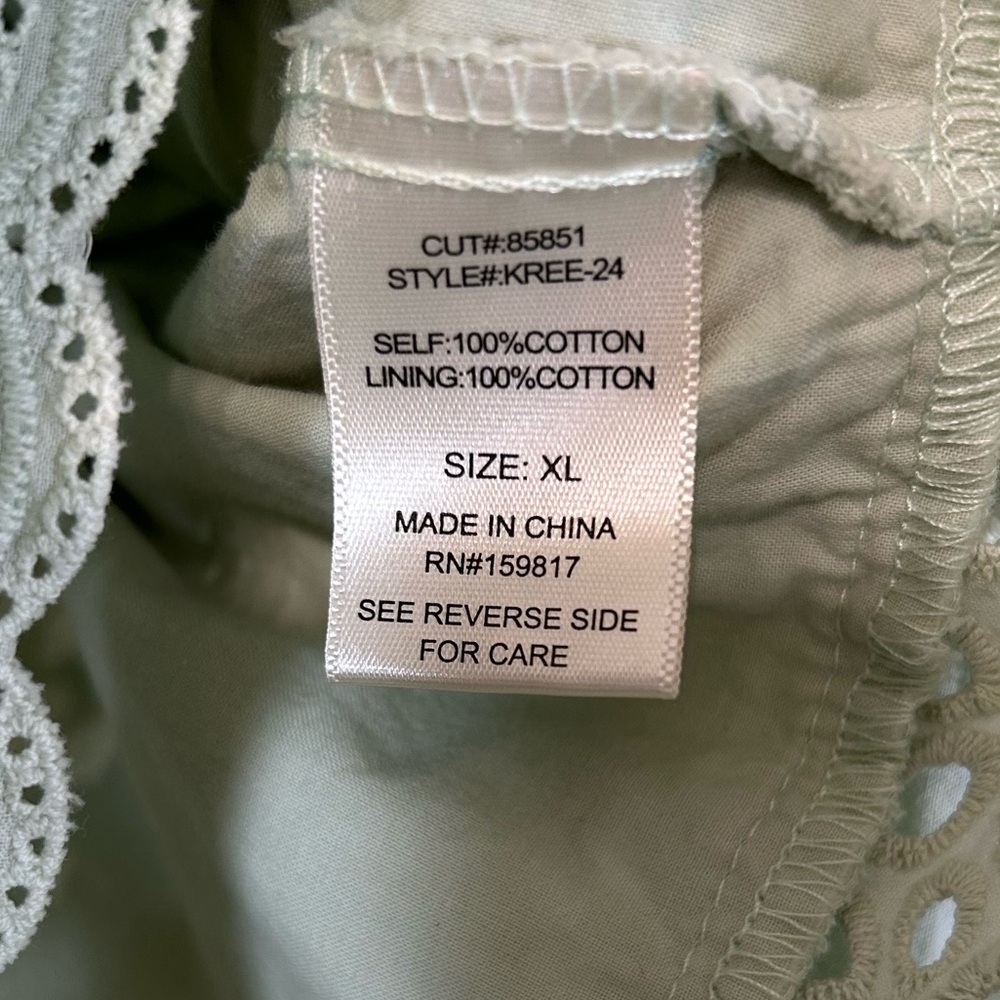 CUT#:85851
STYLE#:KREE-24
SELF:100%COTTON
LINING:100%COTTON
SIZE: XL
MADE IN CHINA
RN#159817
SEE REVERSE SIDE
FOR CARE